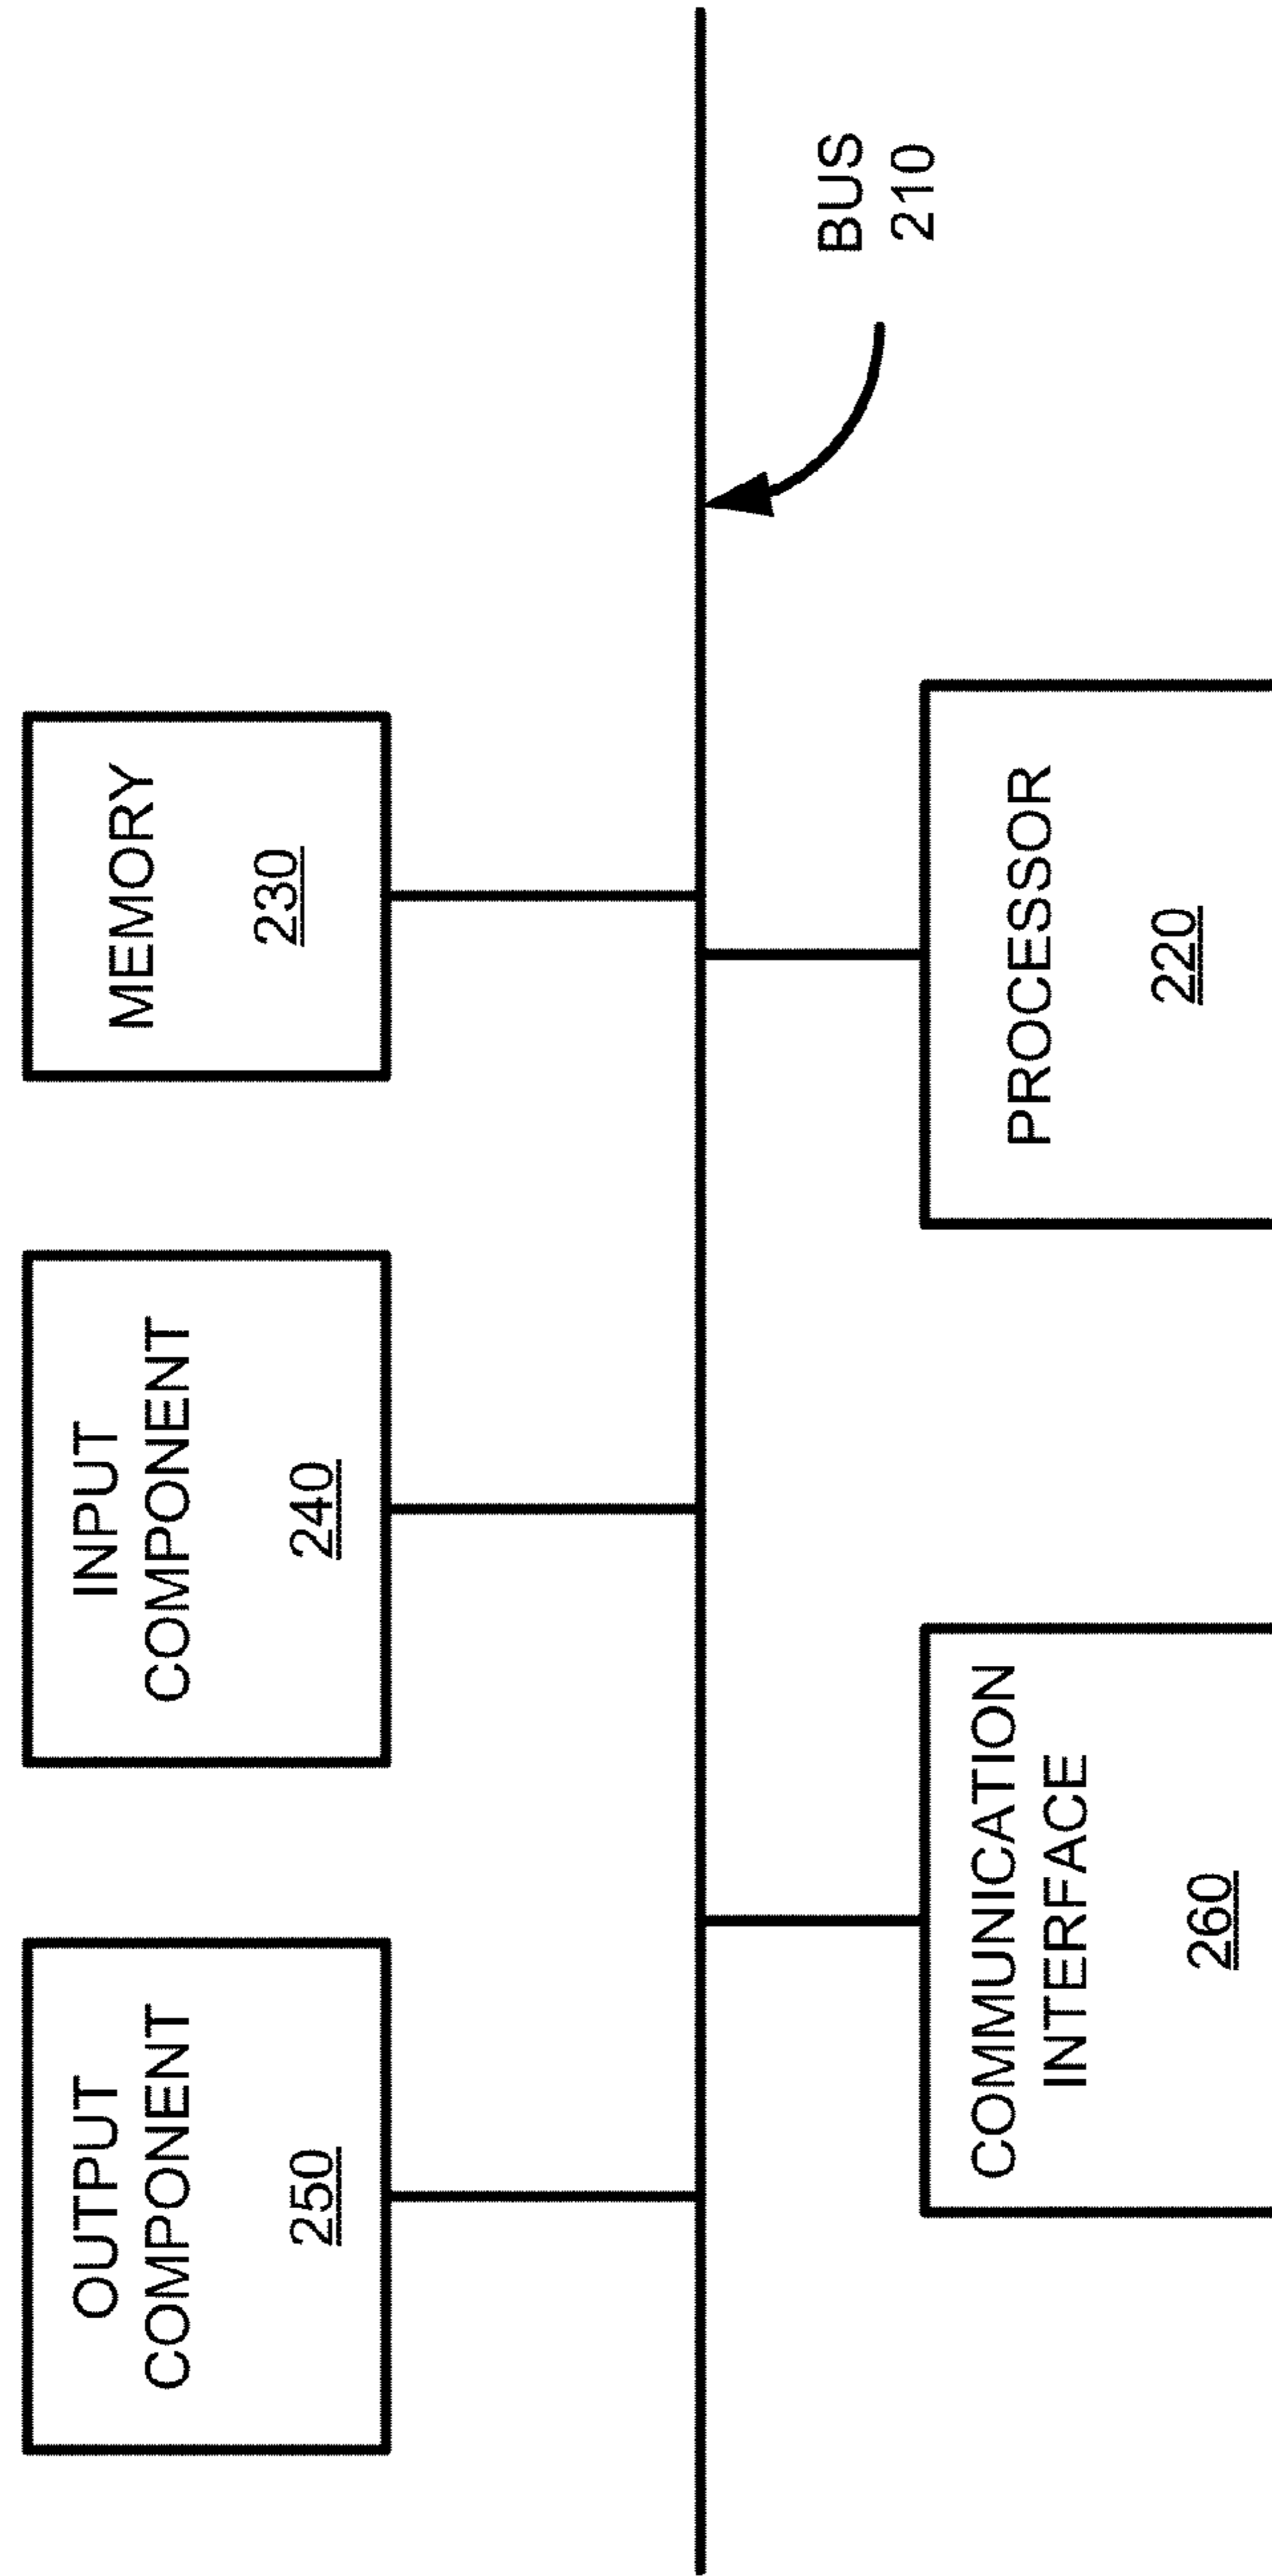 OUTPUT
COMPONENT
250
INPUT
COMPONENT
240
MEMORY
230
BUS
210
COMMUNICATION
INTERFACE
260
PROCESSOR
220